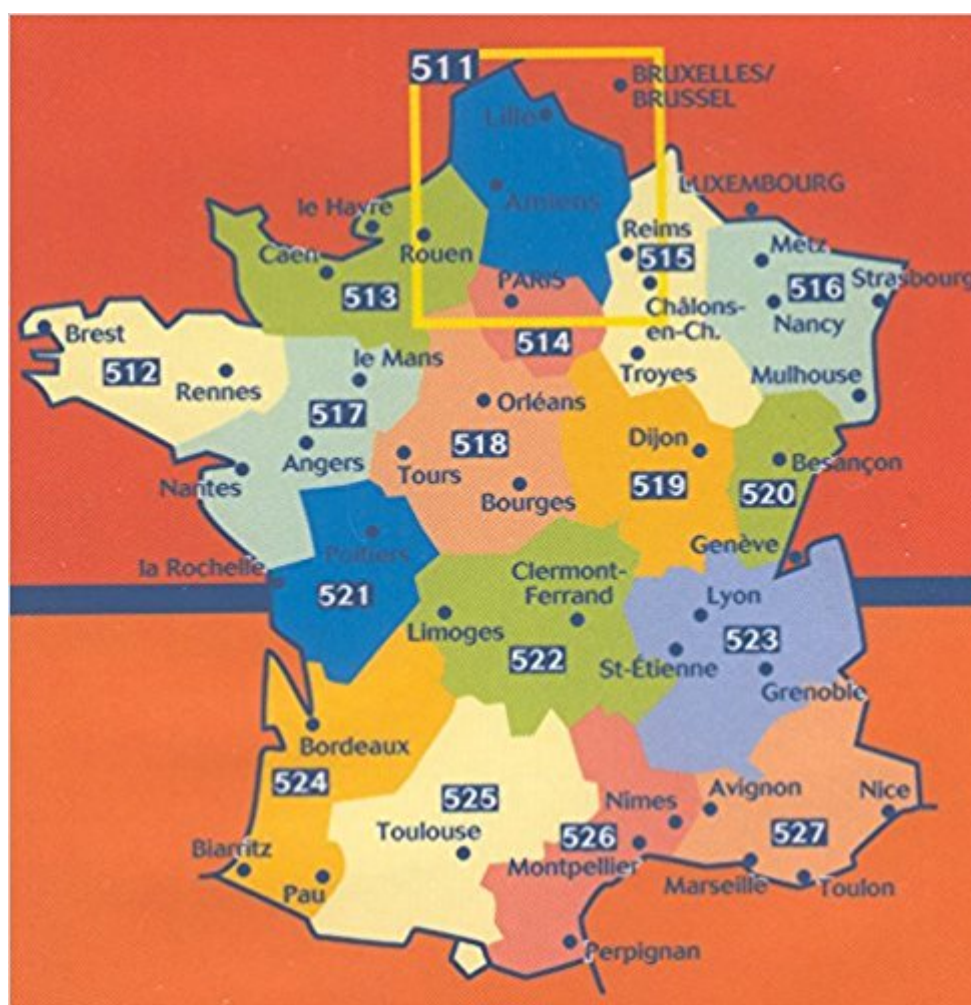 511
BRUXELLES/
BRUSSEL
Lille
LUXEMBOURG
Amiens
le Havre
Reims
Rouen
Caen
515
Metz
513
PARIS
516
Strasbourg
Châlons-
en-Ch.
Nancy
Brest
514
512
le Mans
Troyes
Rennes
Mulhouse
517
Orléans
518
Dijon
Angers
Tours
Besançon
Nantes
Bourges
519
520
Poitiers
Genève
la Rochelle
Clermont-
Ferrand
521
Lyon
Limoges
522
523
St-Étienne
Grenoble
Bordeaux
524
525
Avignon
Nice
Nîmes
Toulouse
526
527
Biarritz
Montpellier
Pau
Marseille
Toulon
Perpignan